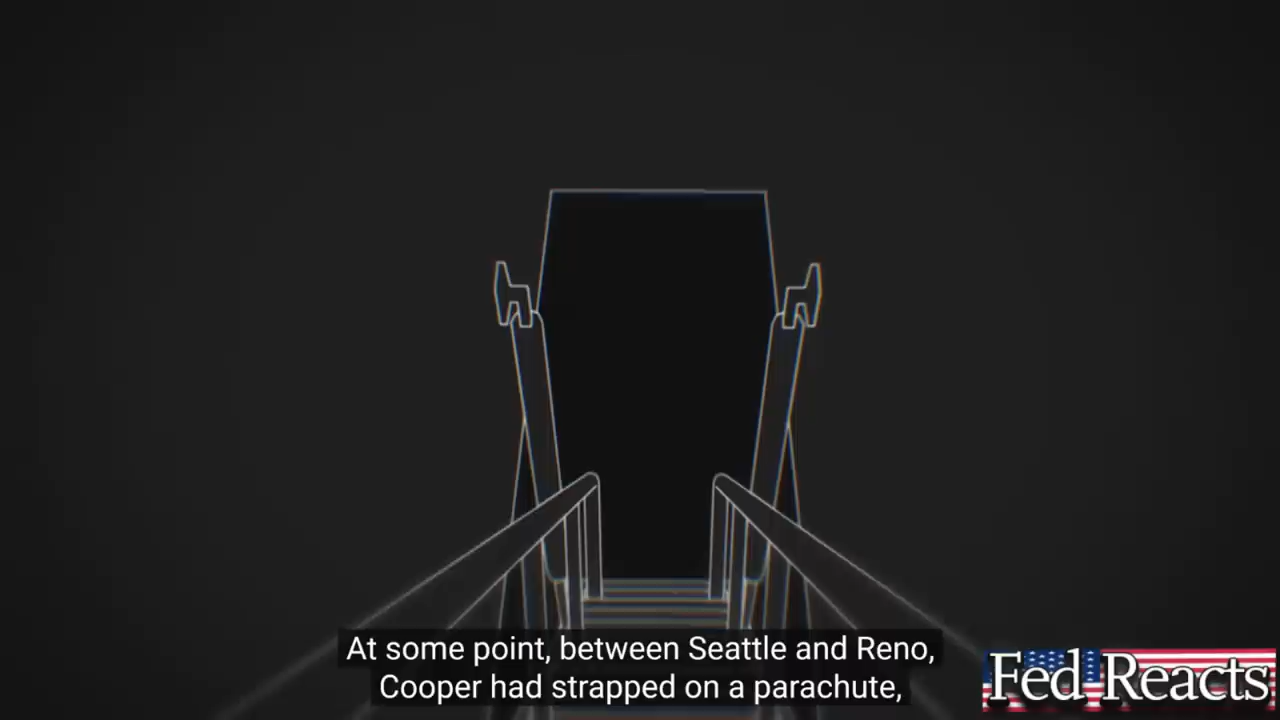 At some point, between Seattle and Reno,
Cooper had strapped on a parachute,
Fed Reacts